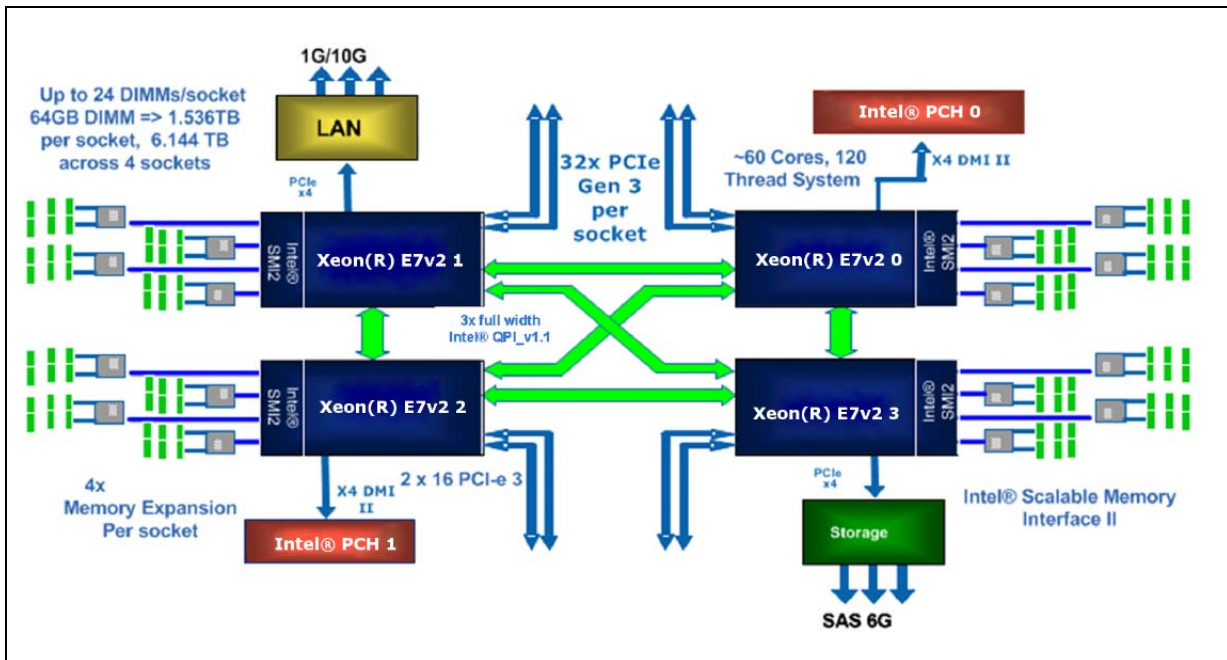 1G/10G
Up to 24 DIMMs/socket
64GB DIMM => 1.536TB
per socket, 6.144 TB
across 4 sockets
LAN
PCIe
x4
32x PCIe
Gen 3
per
socket
~60 Cores, 120
Thread System
Intel® PCH 0
X4 DMI II
Intel®
SMI2
Xeon(R) E7v2 1
Xeon(R) E7v2 0
Intel®
SMI2
3x full width
Intel® QPI_v1.1
Intel®
SMI2
Xeon(R) E7v2 2
Xeon(R) E7v2 3
Intel®
SMI2
4x
Memory Expansion
Per socket
X4 DMI
II
2 x 16 PCI-e 3
Intel® PCH 1
PCIe
x4
Storage
Intel® Scalable Memory
Interface II
SAS 6G